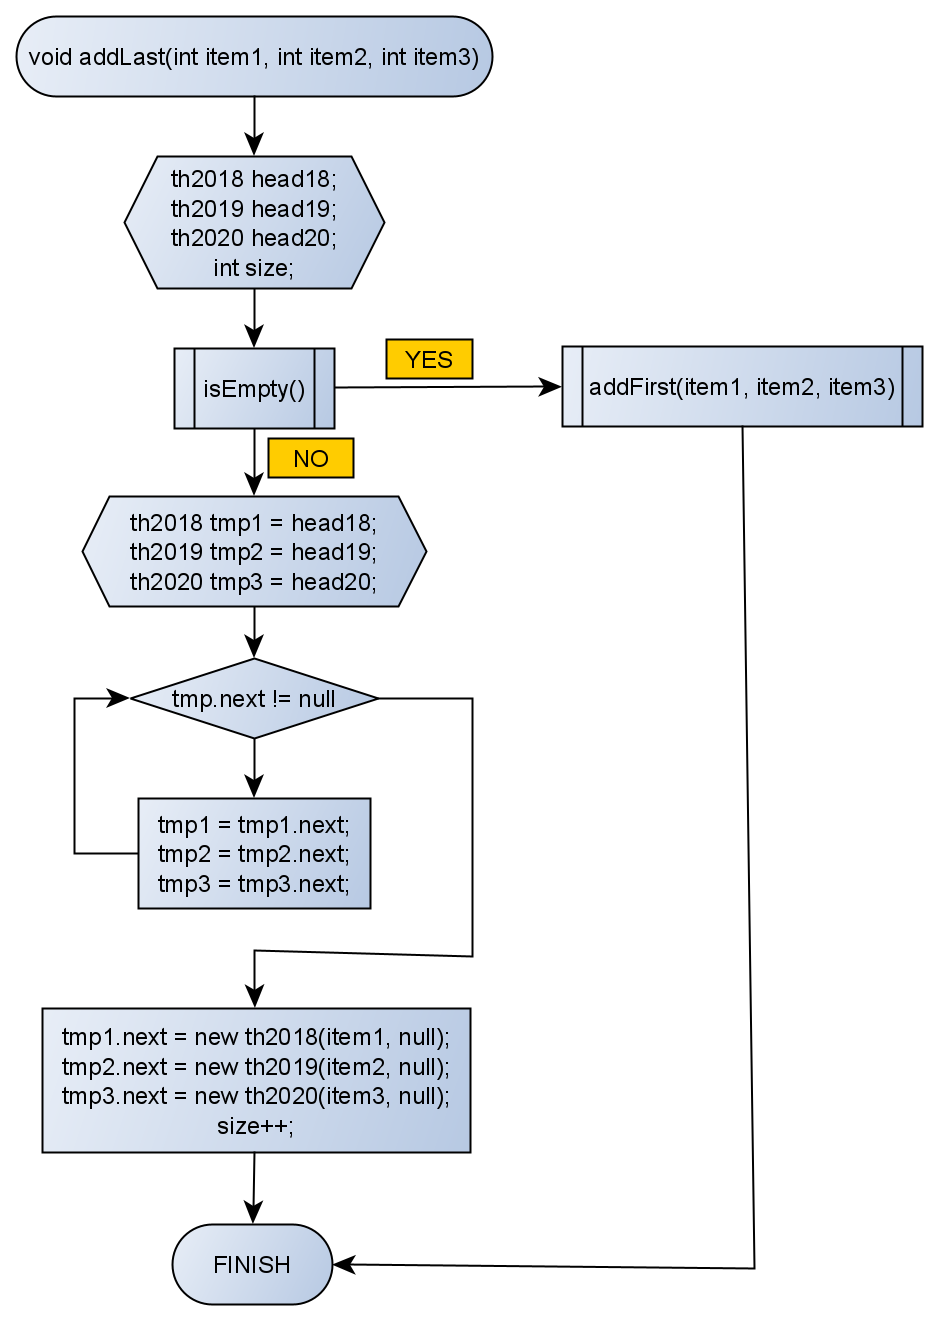 void addLast(int item1, int item2, int item3)
th2018 head18;
th2019 head19;
th2020 head20;
int size;
isEmpty()
YES
addFirst(item1, item2, item3)
NO
th2018 tmp1 = head18;
th2019 tmp2 = head19;
th2020 tmp3 = head20;
tmp.next != null
tmp1 = tmp1.next;
tmp2 = tmp2.next;
tmp3 = tmp3.next;
tmp1.next = new th2018(item1, null);
tmp2.next = new th2019(item2, null);
tmp3.next = new th2020(item3, null);
size++;
FINISH